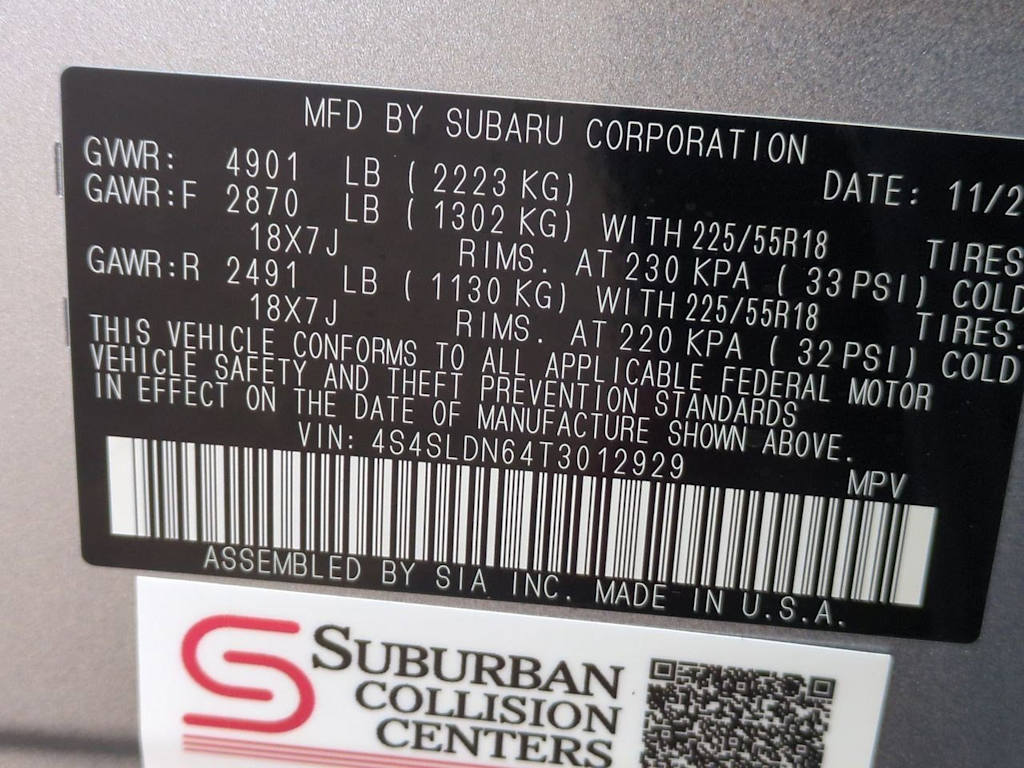 MFD BY SUBARU CORPORATION
GVWR: 4901 LB ( 2223 KG) DATE: 11/2
GAWR:F 2870 LB ( 1302 KG) WITH 225/55R18 TIRES
18X7J RIMS. AT 230 KPA ( 33 PSI) COLD
GAWR:R 2491 LB ( 1130 KG) WITH 225/55R18 TIRES.
18X7J RIMS. AT 220 KPA ( 32 PSI) COLD
THIS VEHICLE CONFORMS TO ALL APPLICABLE FEDERAL MOTOR
VEHICLE SAFETY AND THEFT PREVENTION STANDARDS
IN EFFECT ON THE DATE OF MANUFACTURE SHOWN ABOVE.
VIN: 4S4SLDN64T3012929 MPV
ASSEMBLED BY SIA INC. MADE IN U.S.A.
SUBURBAN
COLLISION
CENTERS